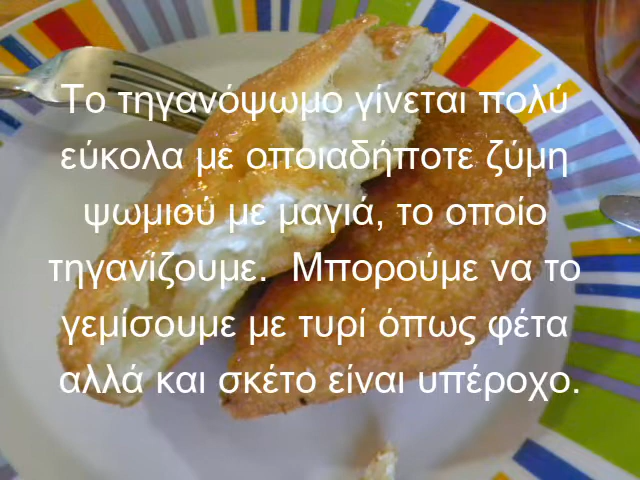 Το τηγανόψωμο γίνεται πολύ
εύκολα με οποιαδήποτε ζύμη
ψωμιού με μαγιά, το οποίο
τηγανίζουμε.  Μπορούμε να το
γεμίσουμε με τυρί όπως φέτα
αλλά και σκέτο είναι υπέροχο.